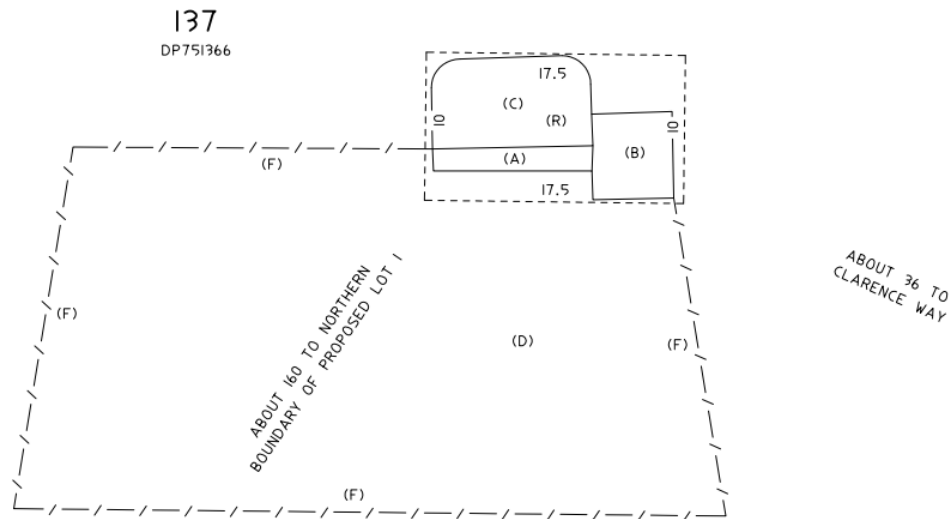 137
DP751366
17.5
(C)
10
(R)
10
(F)
(A)
(B)
17.5
ABOUT 36 TO
CLARENCE WAY
(F)
ABOUT 160 TO NORTHERN
BOUNDARY OF PROPOSED LOT 1
(D)
(F)
(F)